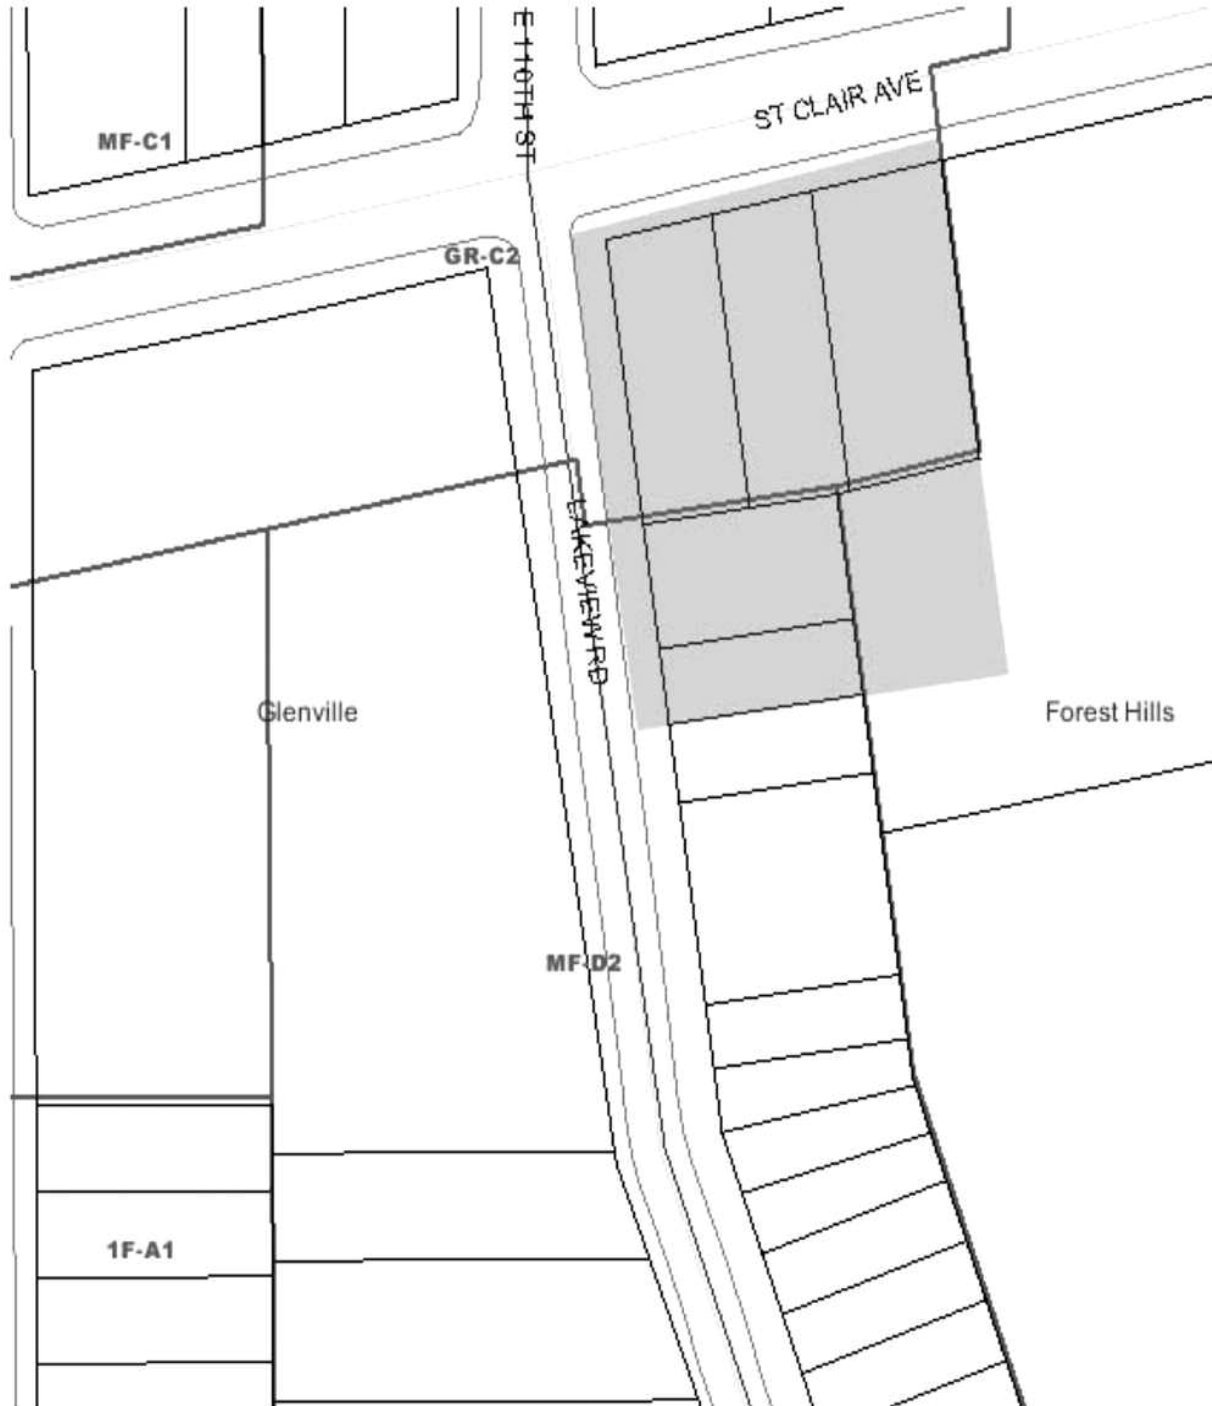 E 110TH ST
ST CLAIR AVE
MF-C1
GR-C2
LAKEVIEW RD
Glenville
Forest Hills
MF-D2
1F-A1